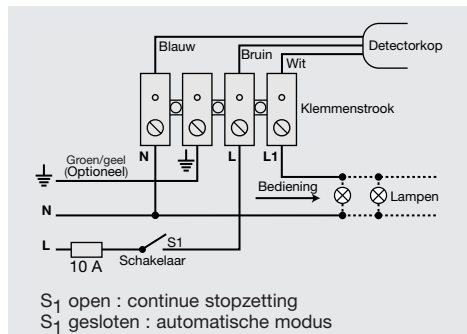 Blauw
Bruin
Wit
Detectorkop
Klemmenstrook
N
L
L1
Groen/geel
(Optioneel)
Bediening
Lampen
N
L
S1
10 A
Schakelaar
S1 open : continue stopzetting
S1 gesloten : automatische modus